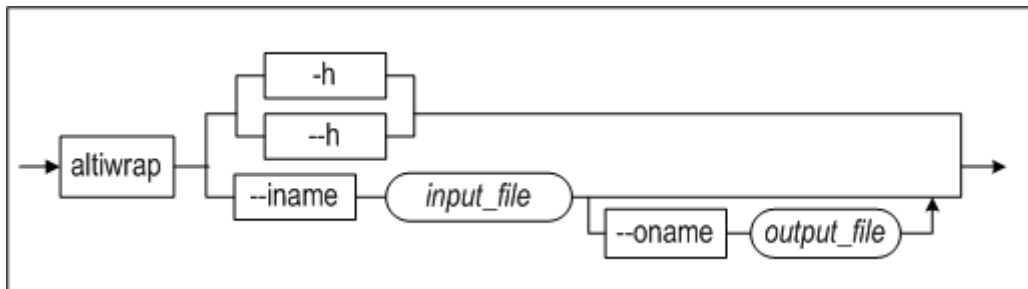 -h
altiwrap
--h
--iname
input_file
--oname
output_file